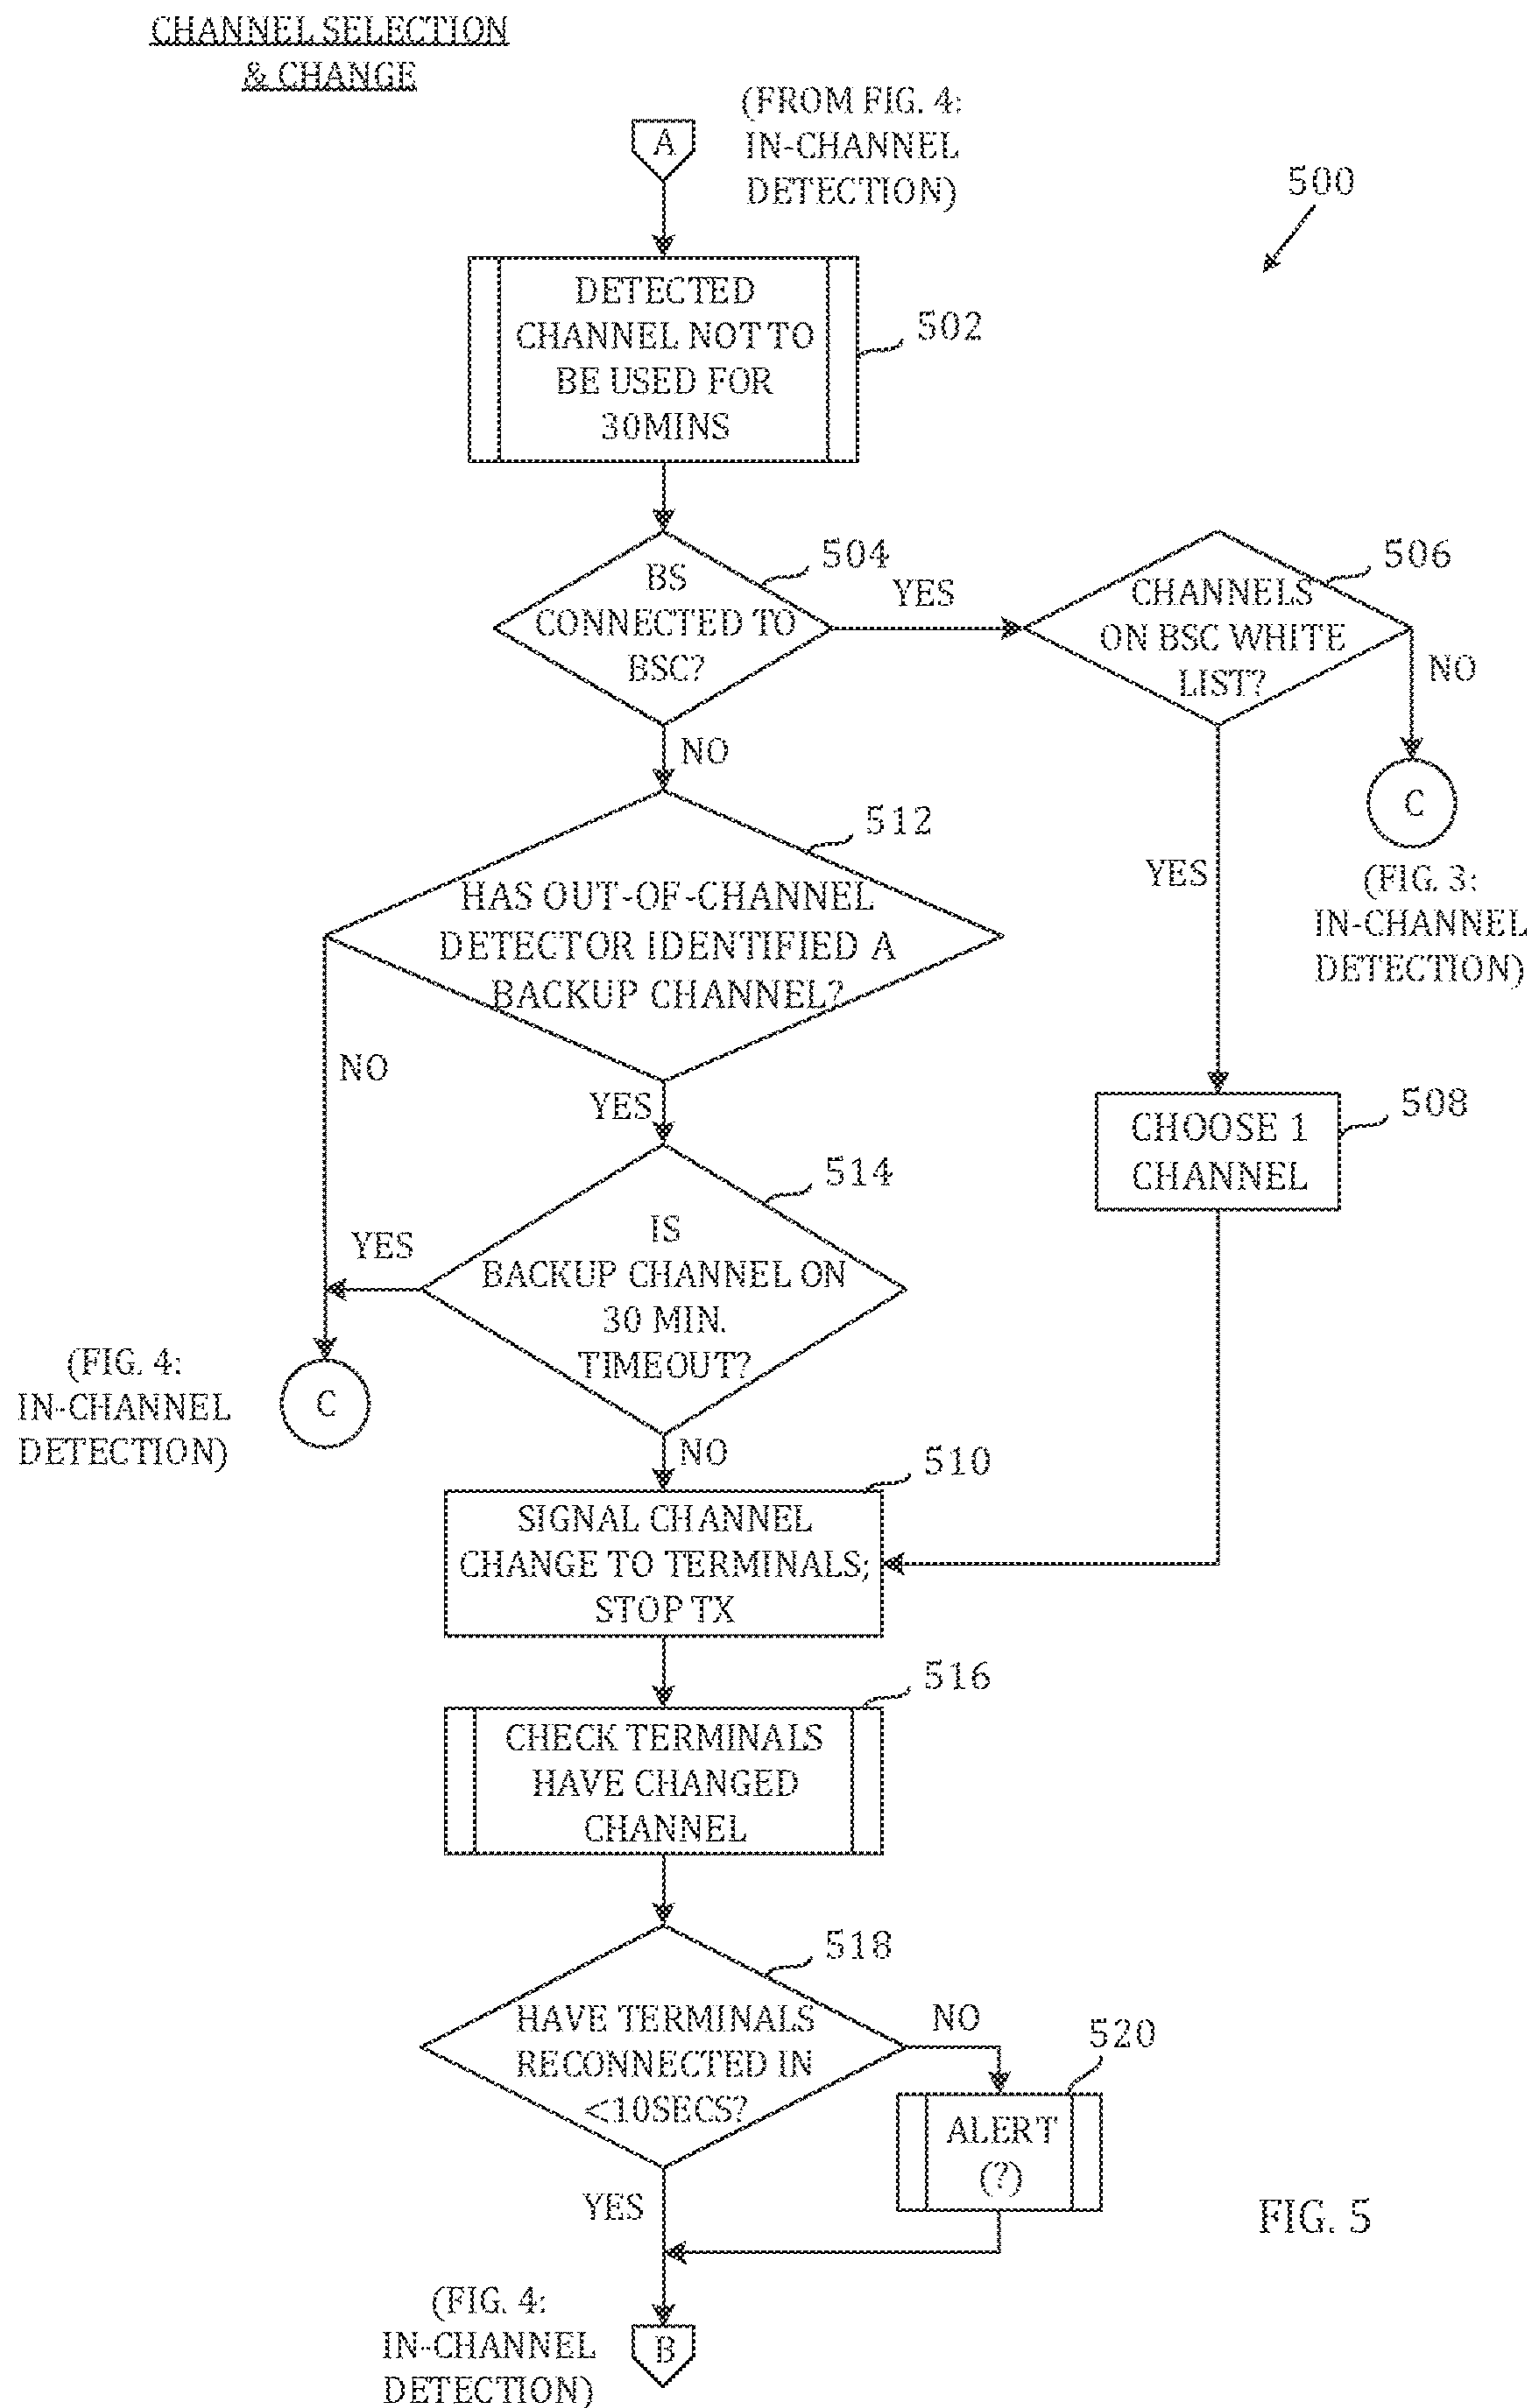 CHANNEL SELECTION
& CHANGE
A
(FROM FIG. 4:
IN-CHANNEL
DETECTION)
500
DETECTED
CHANNEL NOT TO
BE USED FOR
30MINS
502
BS
CONNECTED TO
BSC?
504
YES
CHANNELS
ON BSC WHITE
LIST?
506
NO
C
(FIG. 3:
IN-CHANNEL
DETECTION)
NO
HAS OUT-OF-CHANNEL
DETECTOR IDENTIFIED A
BACKUP CHANNEL?
512
YES
NO
CHOOSE 1
CHANNEL
508
YES
IS
BACKUP CHANNEL ON
30 MIN.
TIMEOUT?
514
YES
(FIG. 4:
IN-CHANNEL
DETECTION)
C
NO
SIGNAL CHANNEL
CHANGE TO TERMINALS;
STOP TX
510
CHECK TERMINALS
HAVE CHANGED
CHANNEL
516
HAVE TERMINALS
RECONNECTED IN
<10SECS?
518
NO
ALERT
(?)
520
YES
FIG. 5
(FIG. 4:
IN-CHANNEL
DETECTION)
B